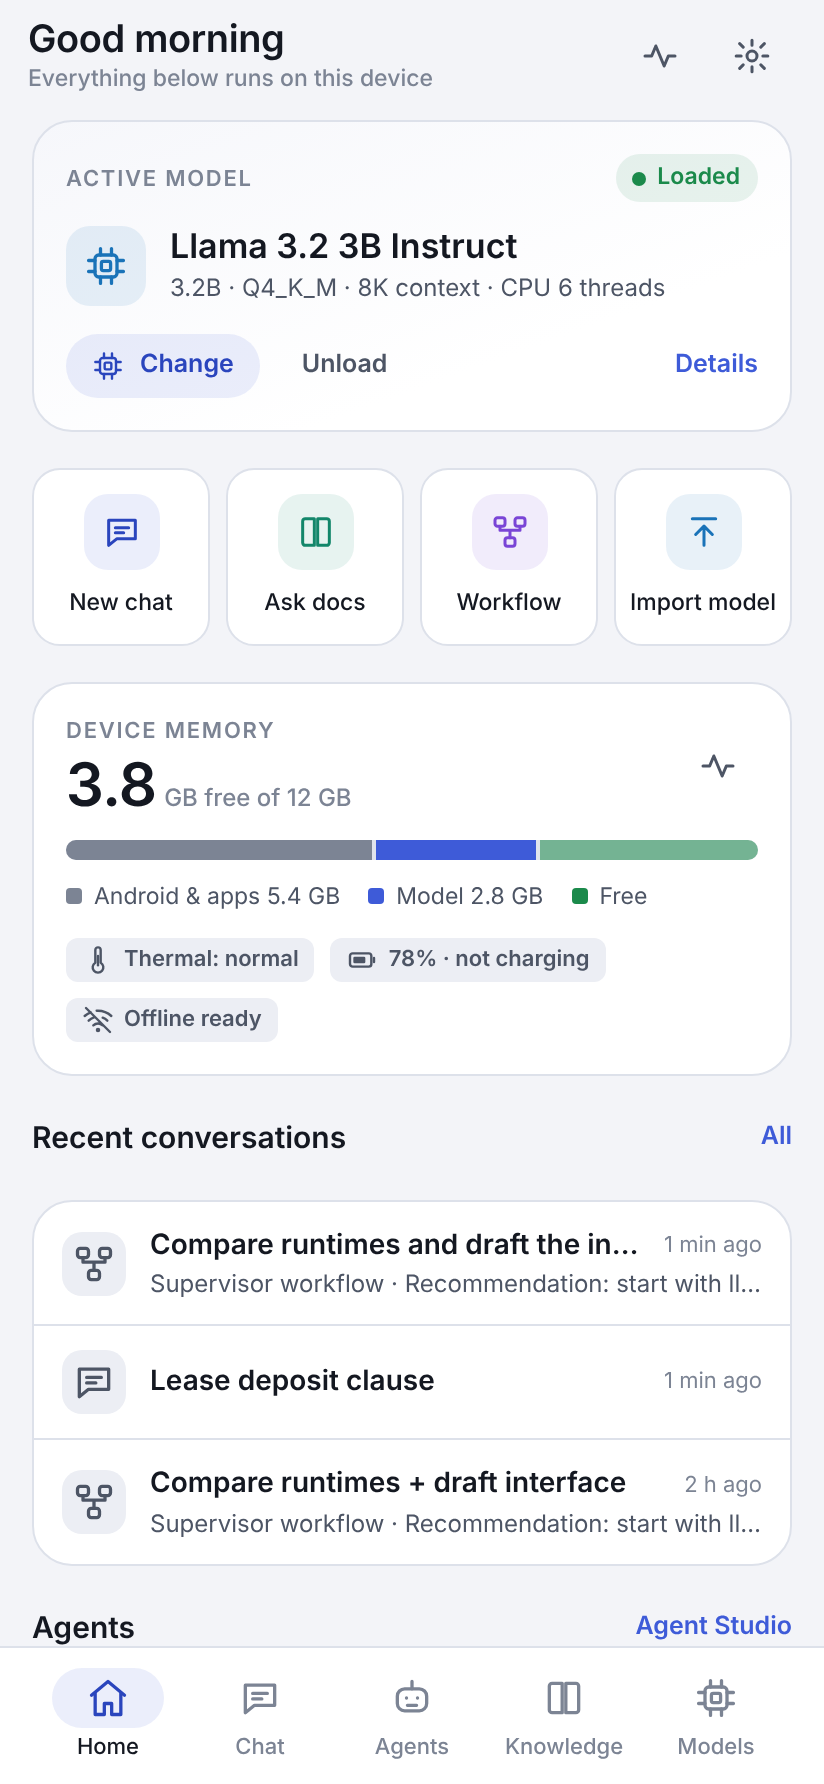 Good morning
Everything below runs on this device
ACTIVE MODEL
Loaded
Llama 3.2 3B Instruct
3.2B · Q4_K_M · 8K context · CPU 6 threads
Change
Unload
Details
New chat
Ask docs
Workflow
Import model
DEVICE MEMORY
3.8 GB free of 12 GB
Android & apps 5.4 GB
Model 2.8 GB
Free
Thermal: normal
78% · not charging
Offline ready
Recent conversations
All
Compare runtimes and draft the in...
1 min ago
Supervisor workflow · Recommendation: start with ll...
Lease deposit clause
1 min ago
Compare runtimes + draft interface
2 h ago
Supervisor workflow · Recommendation: start with ll...
Agents
Agent Studio
Home
Chat
Agents
Knowledge
Models